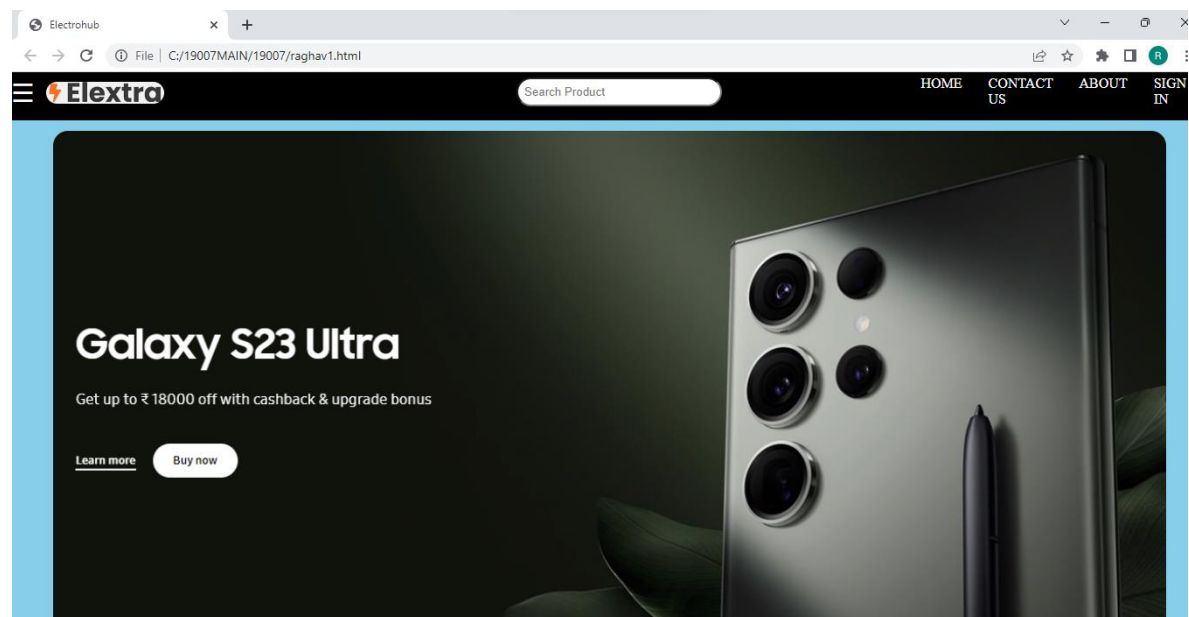 Electrohub
File | C:/19007MAIN/19007/raghav1.html
R
Elextra
Search Product
HOME CONTACT ABOUT SIGN
US IN
Galaxy S23 Ultra
Get up to ₹ 18000 off with cashback & upgrade bonus
Learn more Buy now